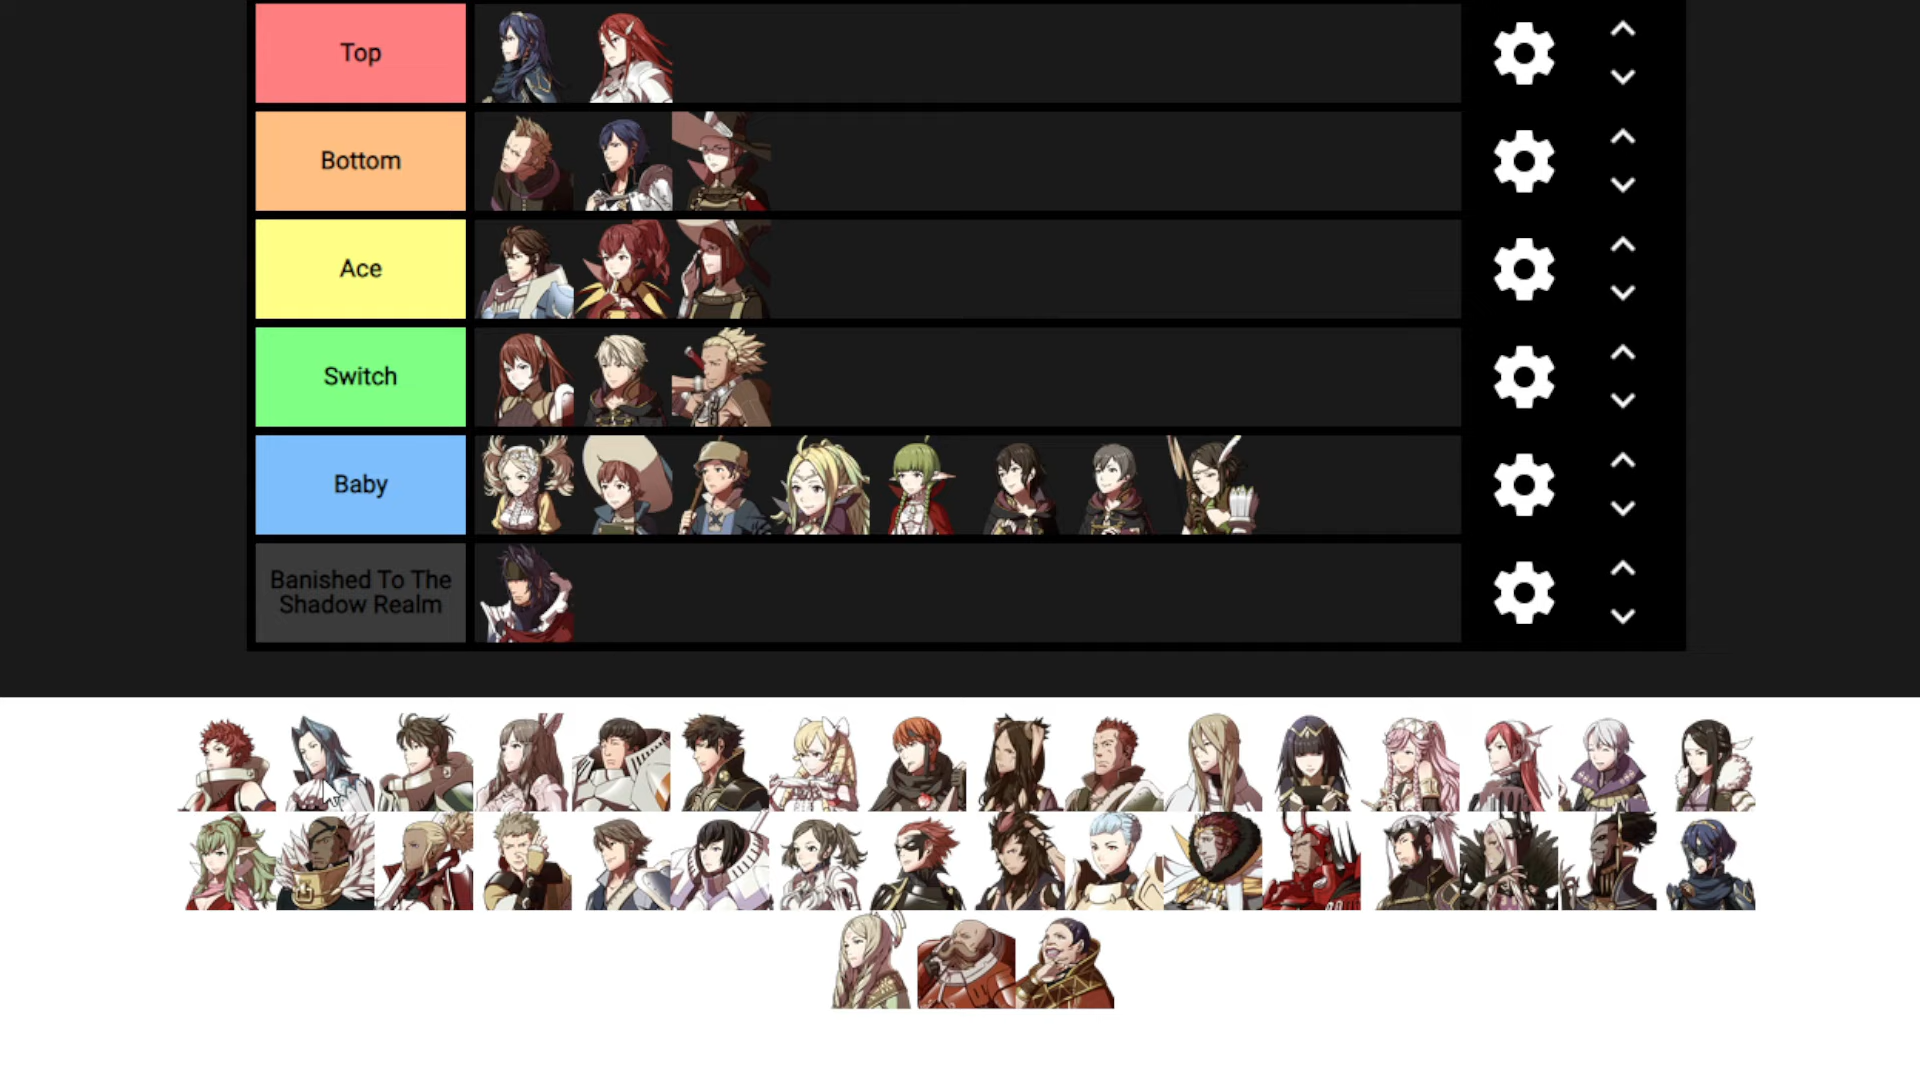 Top
Bottom
Ace
Switch
Baby
Banished To The
Shadow Realm